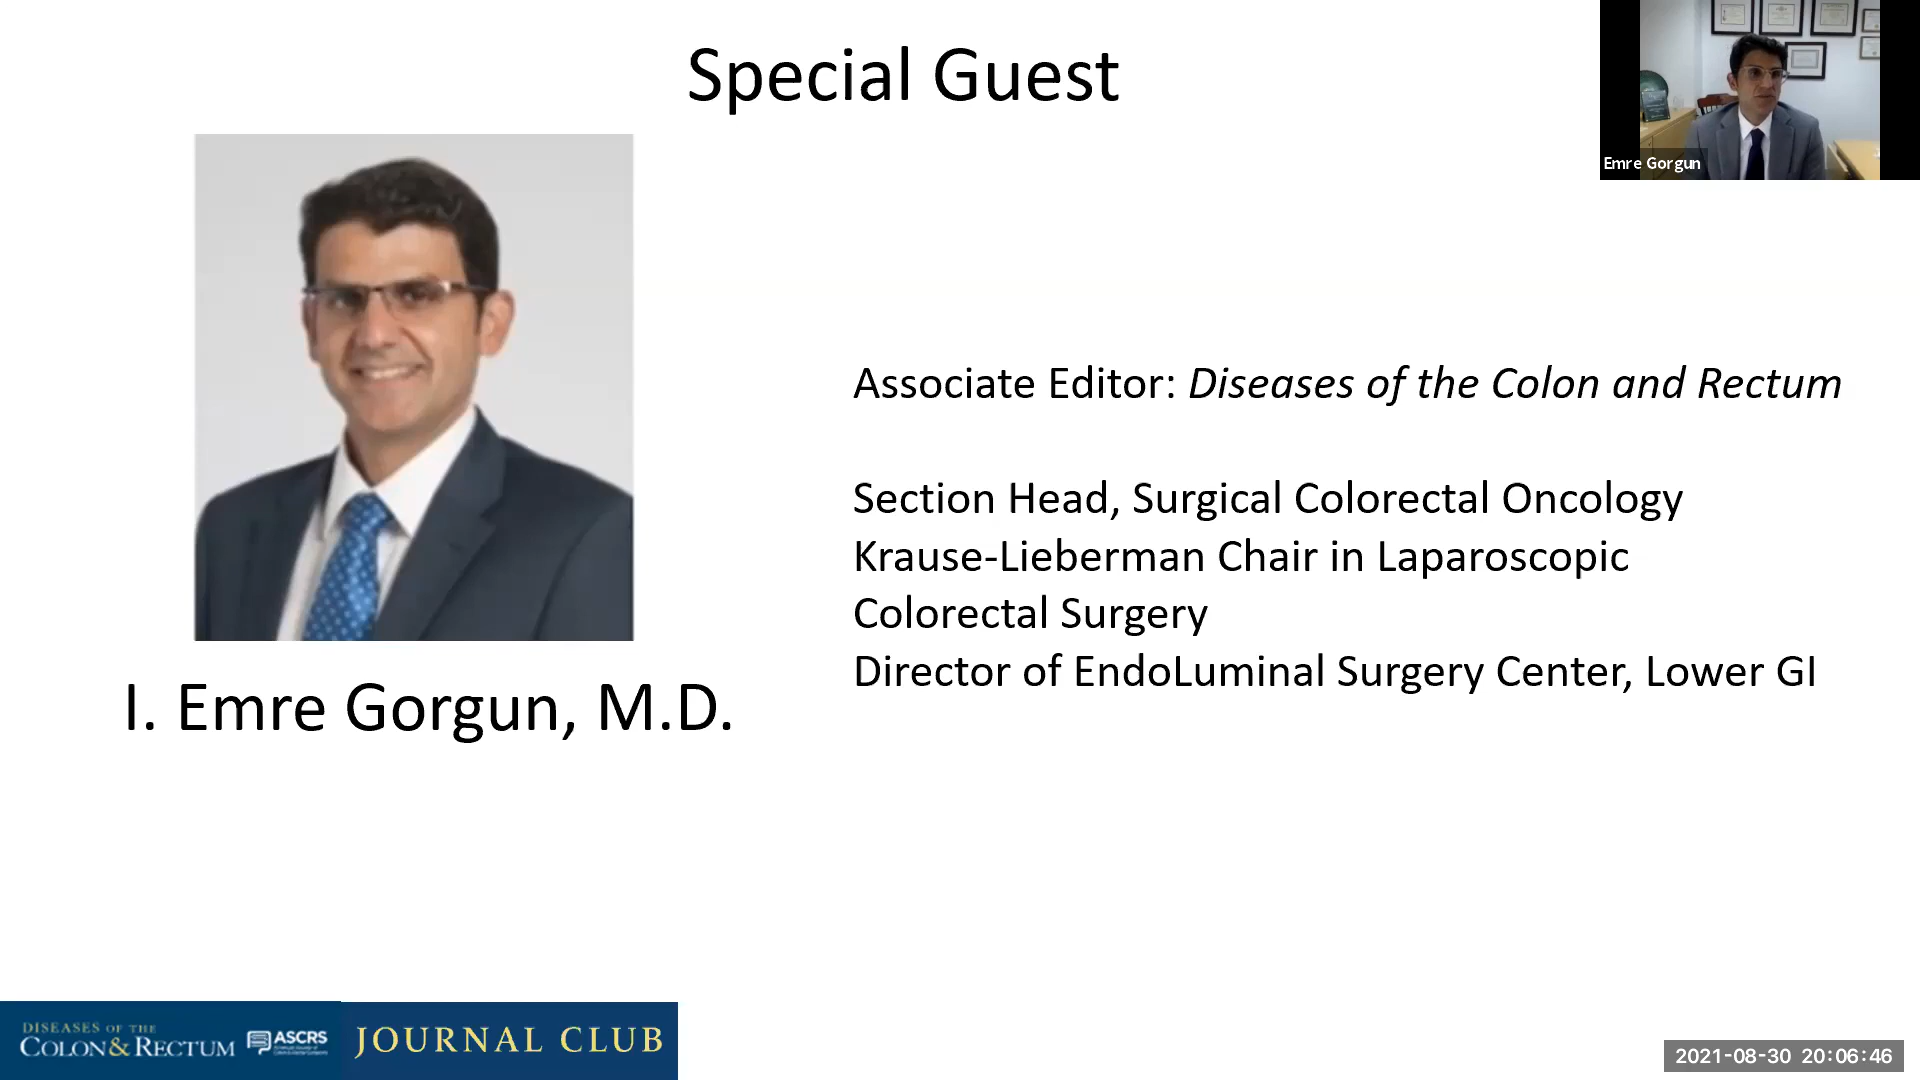 Special Guest
Emre Gorgun
Associate Editor: Diseases of the Colon and Rectum
Section Head, Surgical Colorectal Oncology
Krause-Lieberman Chair in Laparoscopic
Colorectal Surgery
Director of EndoLuminal Surgery Center, Lower GI
I. Emre Gorgun, M.D.
DISEASES OF THE
COLON & RECTUM
ASCRS
JOURNAL CLUB
2021-08-30 20:06:46